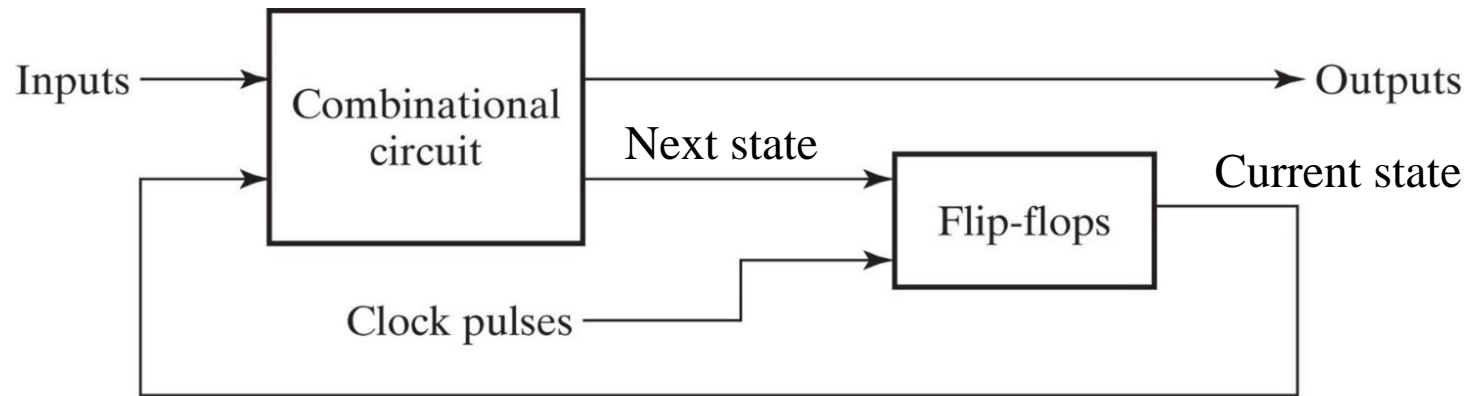 Inputs
Combinational
circuit
Outputs
Next state
Current state
Flip-flops
Clock pulses